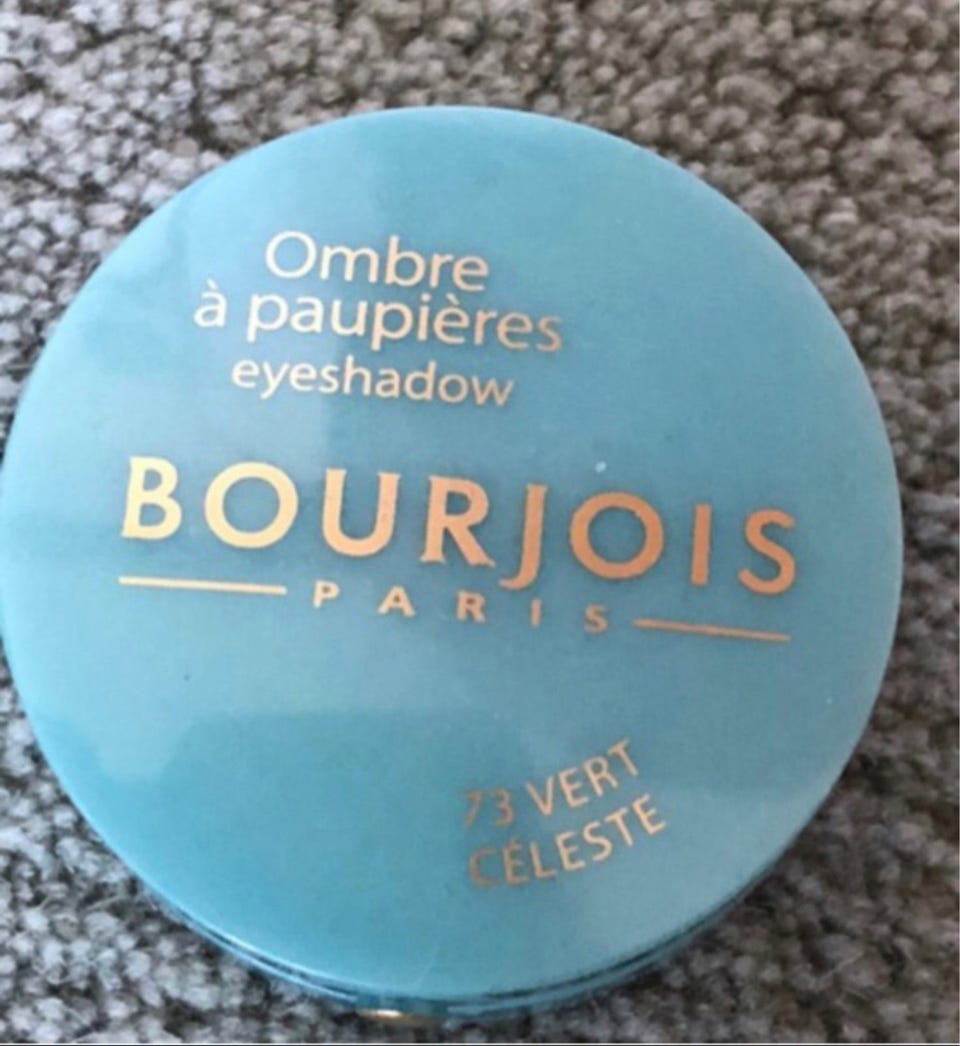 Ombre
à paupières
eyeshadow
BOURJOIS
PARIS
73 VERT
CÉLESTE